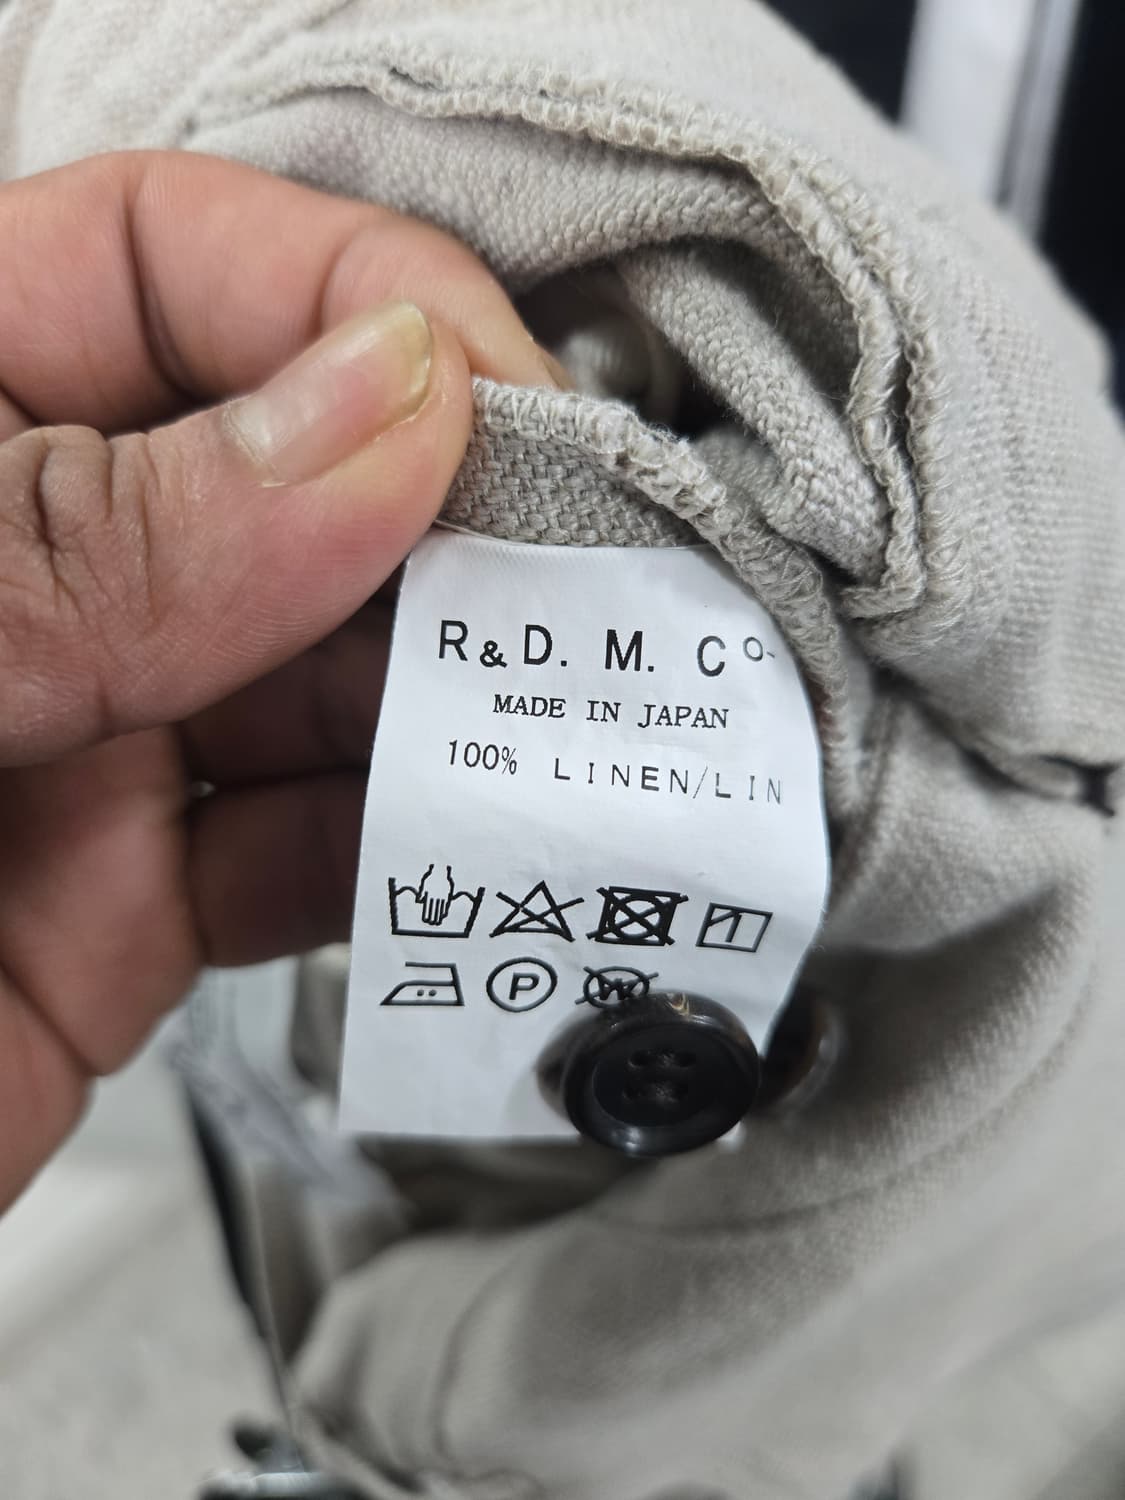 R&D. M. Co-
MADE IN JAPAN
100% LINEN/LIN
P
W